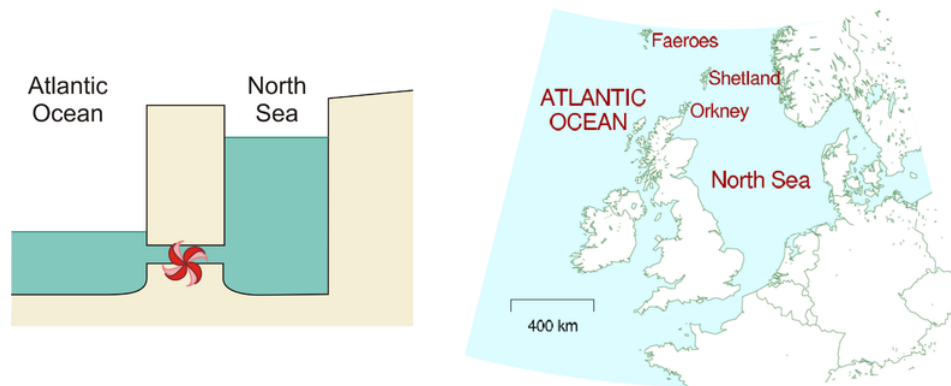 Atlantic
Ocean
North
Sea
Faeroes
Shetland
ATLANTIC
OCEAN
Orkney
North Sea
400 km